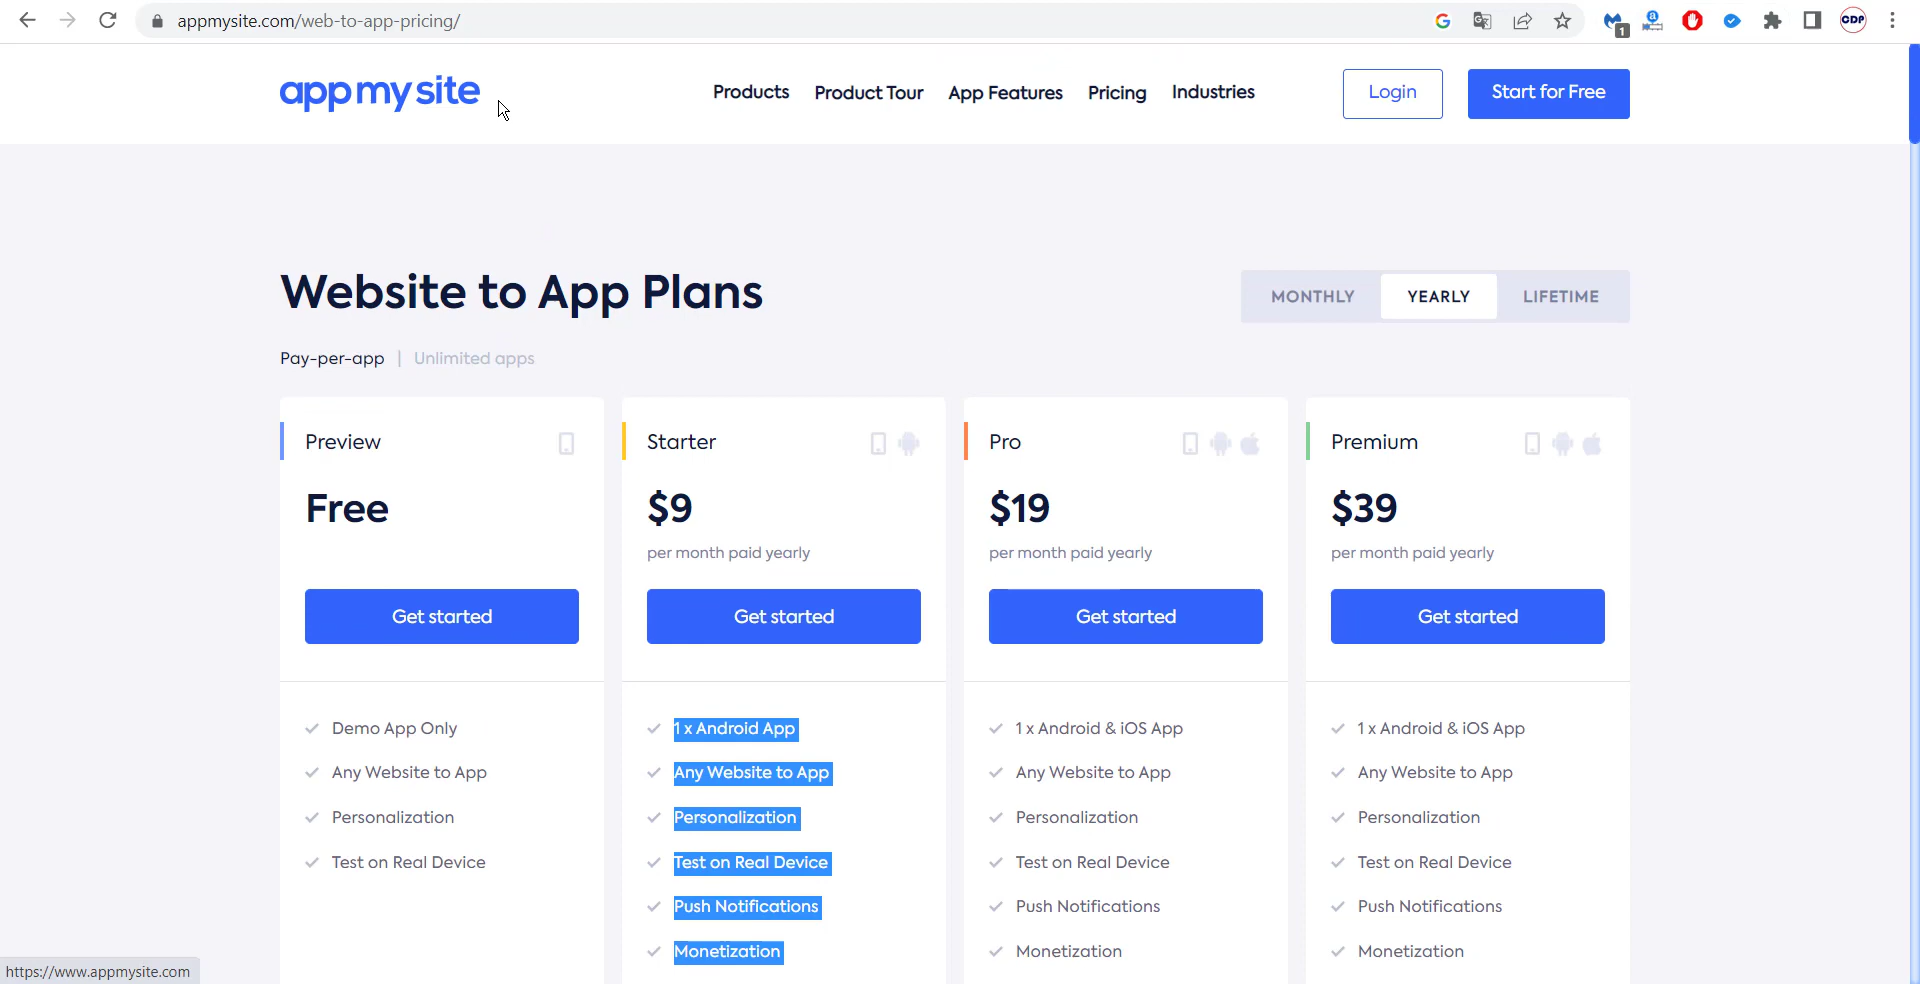 appmysite.com/web-to-app-pricing/
1
CDP
app my site
Products Product Tour App Features Pricing Industries Login Start for Free
Website to App Plans
MONTHLY YEARLY LIFETIME
Pay-per-app | Unlimited apps
Preview
Free
Get started
Demo App Only
Any Website to App
Personalization
Test on Real Device
Starter
$9
per month paid yearly
Get started
1 x Android App
Any Website to App
Personalization
Test on Real Device
Push Notifications
Monetization
Pro
$19
per month paid yearly
Get started
1 x Android & iOS App
Any Website to App
Personalization
Test on Real Device
Push Notifications
Monetization
Premium
$39
per month paid yearly
Get started
1 x Android & iOS App
Any Website to App
Personalization
Test on Real Device
Push Notifications
Monetization
https://www.appmysite.com